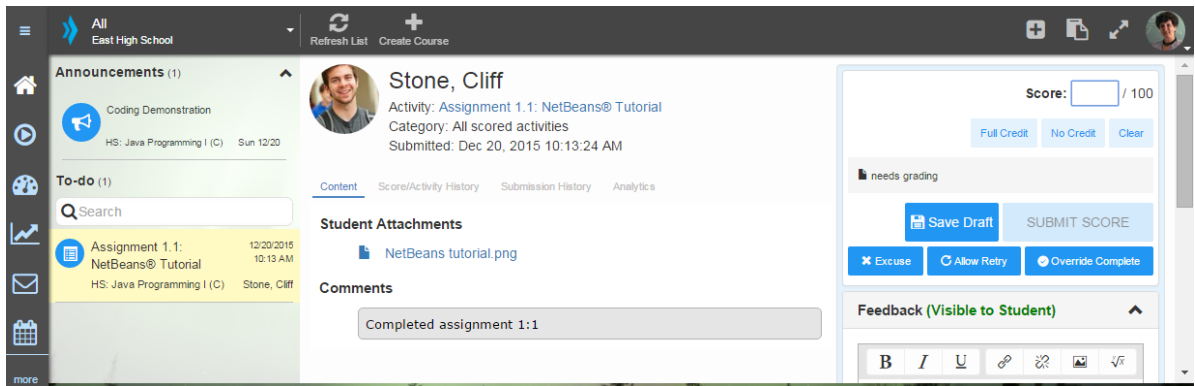 All
East High School
Refresh List
Create Course
more
Announcements (1)
Coding Demonstration
HS: Java Programming I (C) Sun 12/20
To-do (1)
Search
Assignment 1.1: 12/20/2015
NetBeans® Tutorial 10:13 AM
HS: Java Programming I (C) Stone, Cliff
Stone, Cliff
Activity: Assignment 1.1: NetBeans® Tutorial
Category: All scored activities
Submitted: Dec 20, 2015 10:13:24 AM
Content Score/Activity History Submission History Analytics
Student Attachments
NetBeans tutorial.png
Comments
Completed assignment 1:1
Score: / 100
Full Credit No Credit Clear
needs grading
Save Draft SUBMIT SCORE
Excuse Allow Retry Override Complete
Feedback (Visible to Student)
B I U √x